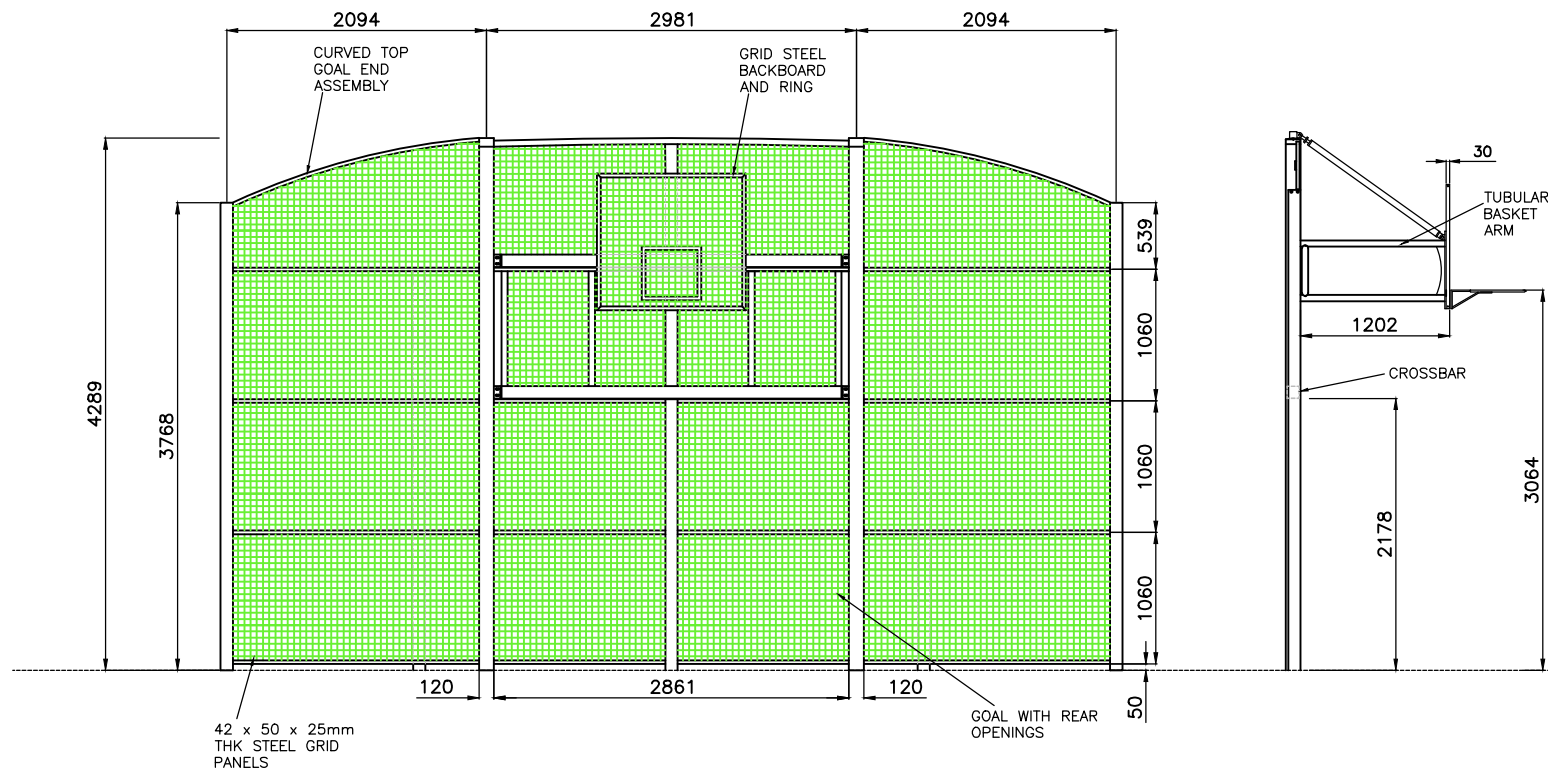 2094
2981
2094
CURVED TOP
GOAL END
ASSEMBLY
GRID STEEL
BACKBOARD
AND RING
30
TUBULAR
BASKET
ARM
539
1060
1202
CROSSBAR
4289
3768
1060
2178
3064
1060
120
2861
120
50
42 x 50 x 25mm
THK STEEL GRID
PANELS
GOAL WITH REAR
OPENINGS